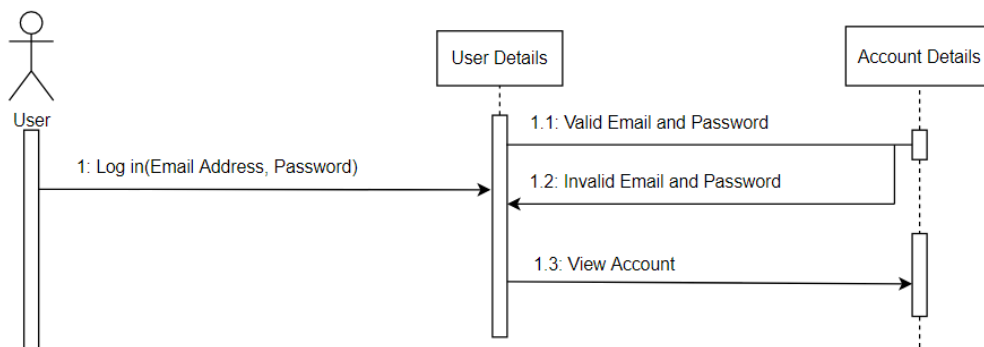 User Details
Account Details
User
1.1: Valid Email and Password
1: Log in(Email Address, Password)
1.2: Invalid Email and Password
1.3: View Account